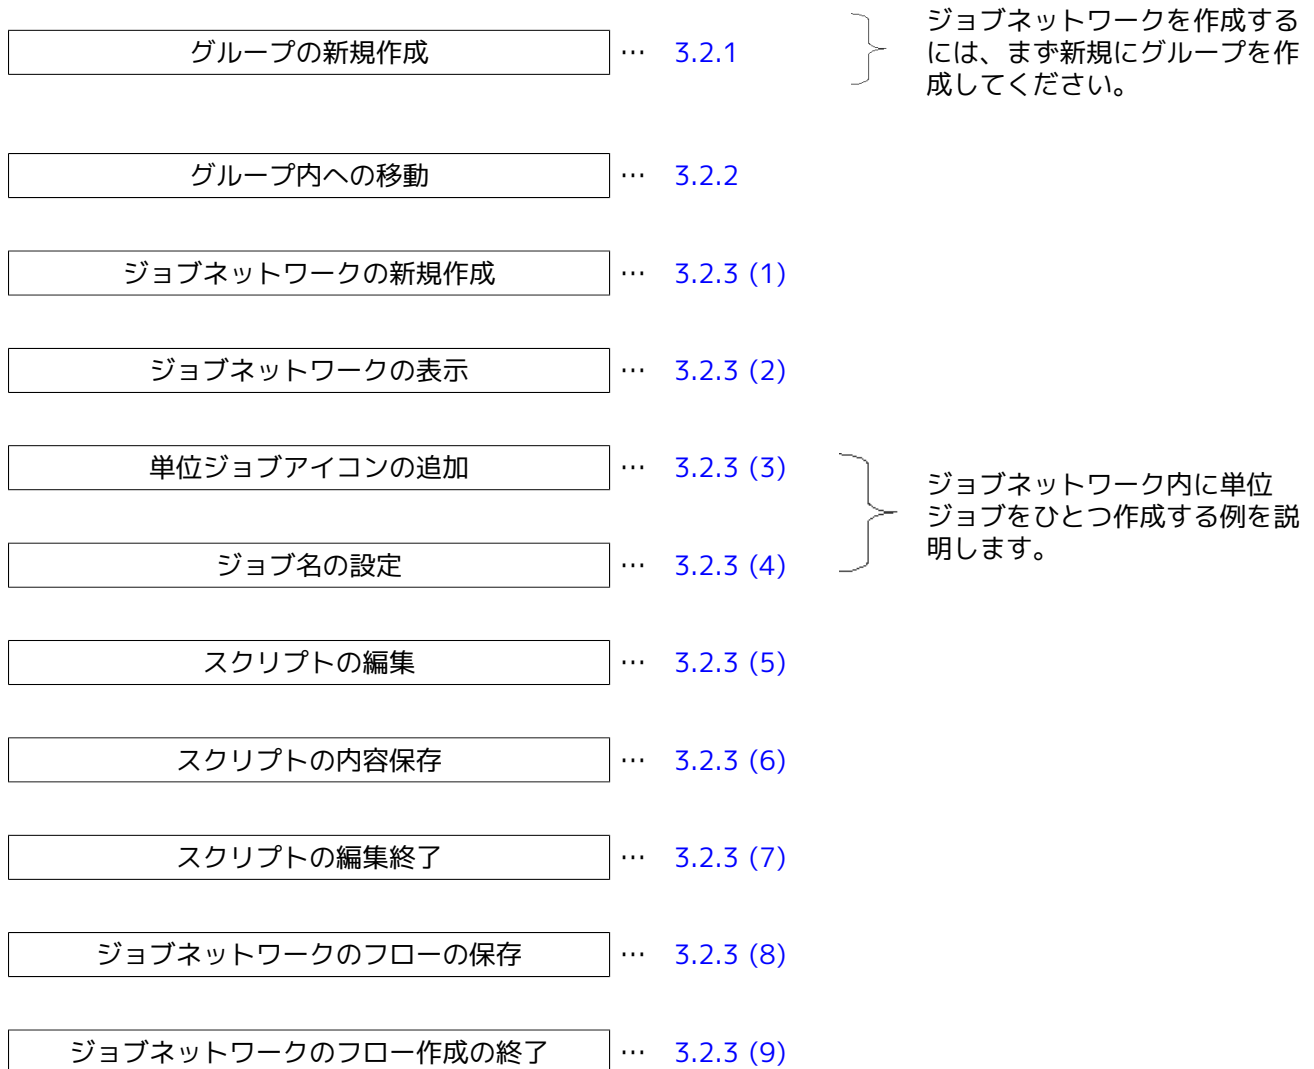 グループの新規作成 … 3.2.1
ジョブネットワークを作成する
には、まず新規にグループを作
成してください。
グループ内への移動 … 3.2.2
ジョブネットワークの新規作成 … 3.2.3 (1)
ジョブネットワークの表示 … 3.2.3 (2)
単位ジョブアイコンの追加 … 3.2.3 (3)
ジョブ名の設定 … 3.2.3 (4)
ジョブネットワーク内に単位
ジョブをひとつ作成する例を説
明します。
スクリプトの編集 … 3.2.3 (5)
スクリプトの内容保存 … 3.2.3 (6)
スクリプトの編集終了 … 3.2.3 (7)
ジョブネットワークのフローの保存 … 3.2.3 (8)
ジョブネットワークのフロー作成の終了 … 3.2.3 (9)